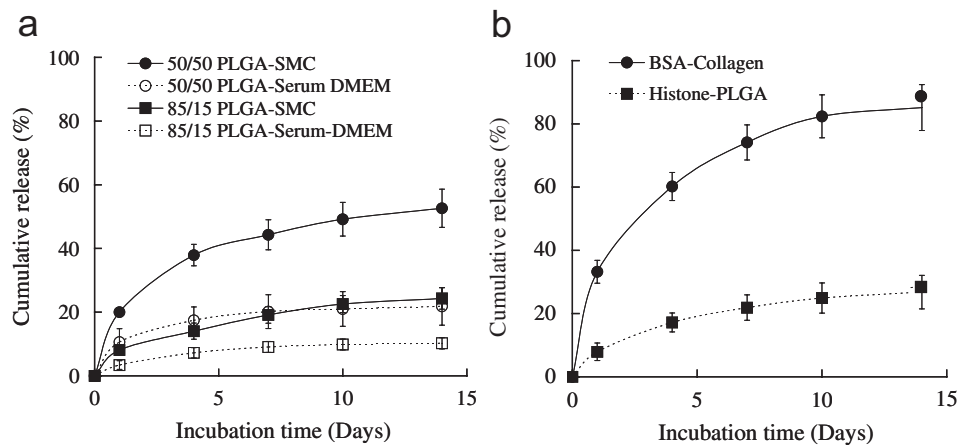 a
100
80
60
40
20
0
Cumulative release (%)
50/50 PLGA-SMC
50/50 PLGA-Serum DMEM
85/15 PLGA-SMC
85/15 PLGA-Serum-DMEM
0 5 10 15
Incubation time (Days)
b
100
80
60
40
20
0
Cumulative release (%)
BSA-Collagen
Histone-PLGA
0 5 10 15
Incubation time (Days)